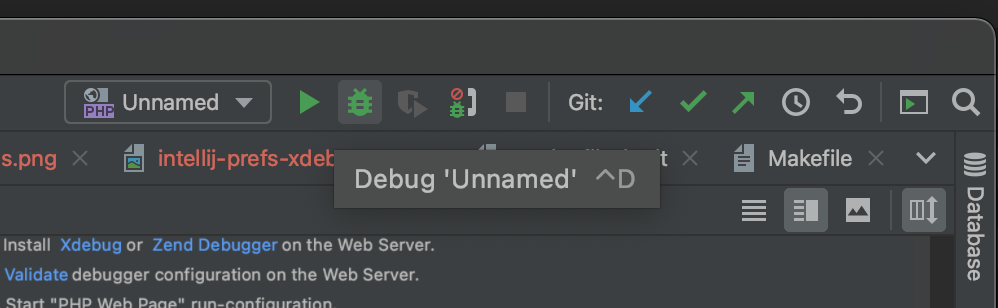 PHP Unnamed Git:
s.png intellij-prefs-xdeb Makefile
Debug 'Unnamed' ^D
Database
Install Xdebug or Zend Debugger on the Web Server.
Validate debugger configuration on the Web Server.
Start "PHP Web Page" run-configuration.